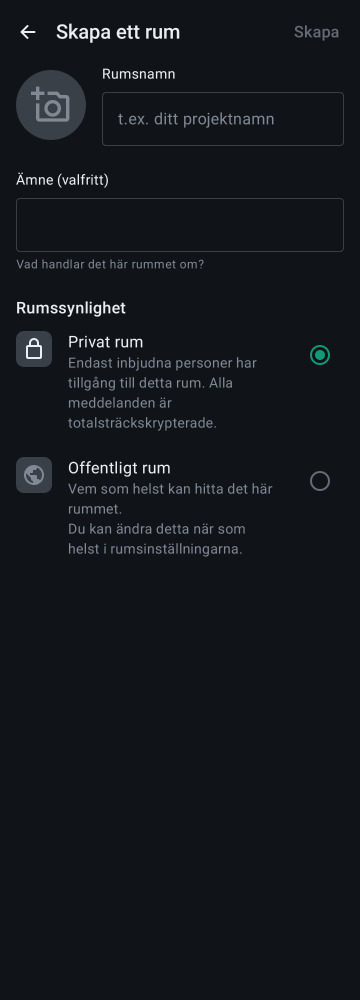 Skapa ett rum
Skapa
Rumsnamn
t.ex. ditt projektnamn
Ämne (valfritt)
Vad handlar det här rummet om?
Rumssynlighet
Privat rum
Endast inbjudna personer har
tillgång till detta rum. Alla
meddelanden är
totalsträckskrypterade.
Offentligt rum
Vem som helst kan hitta det här
rummet.
Du kan ändra detta när som
helst i rumsinställningarna.